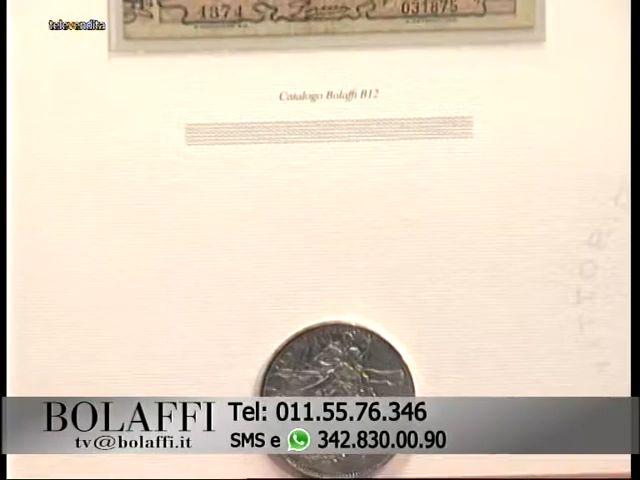 televendita
4874
031875
Catalogo Bolaffi B12
BOLAFFI
tv@bolaffi.it
Tel: 011.55.76.346
SMS e 342.830.00.90